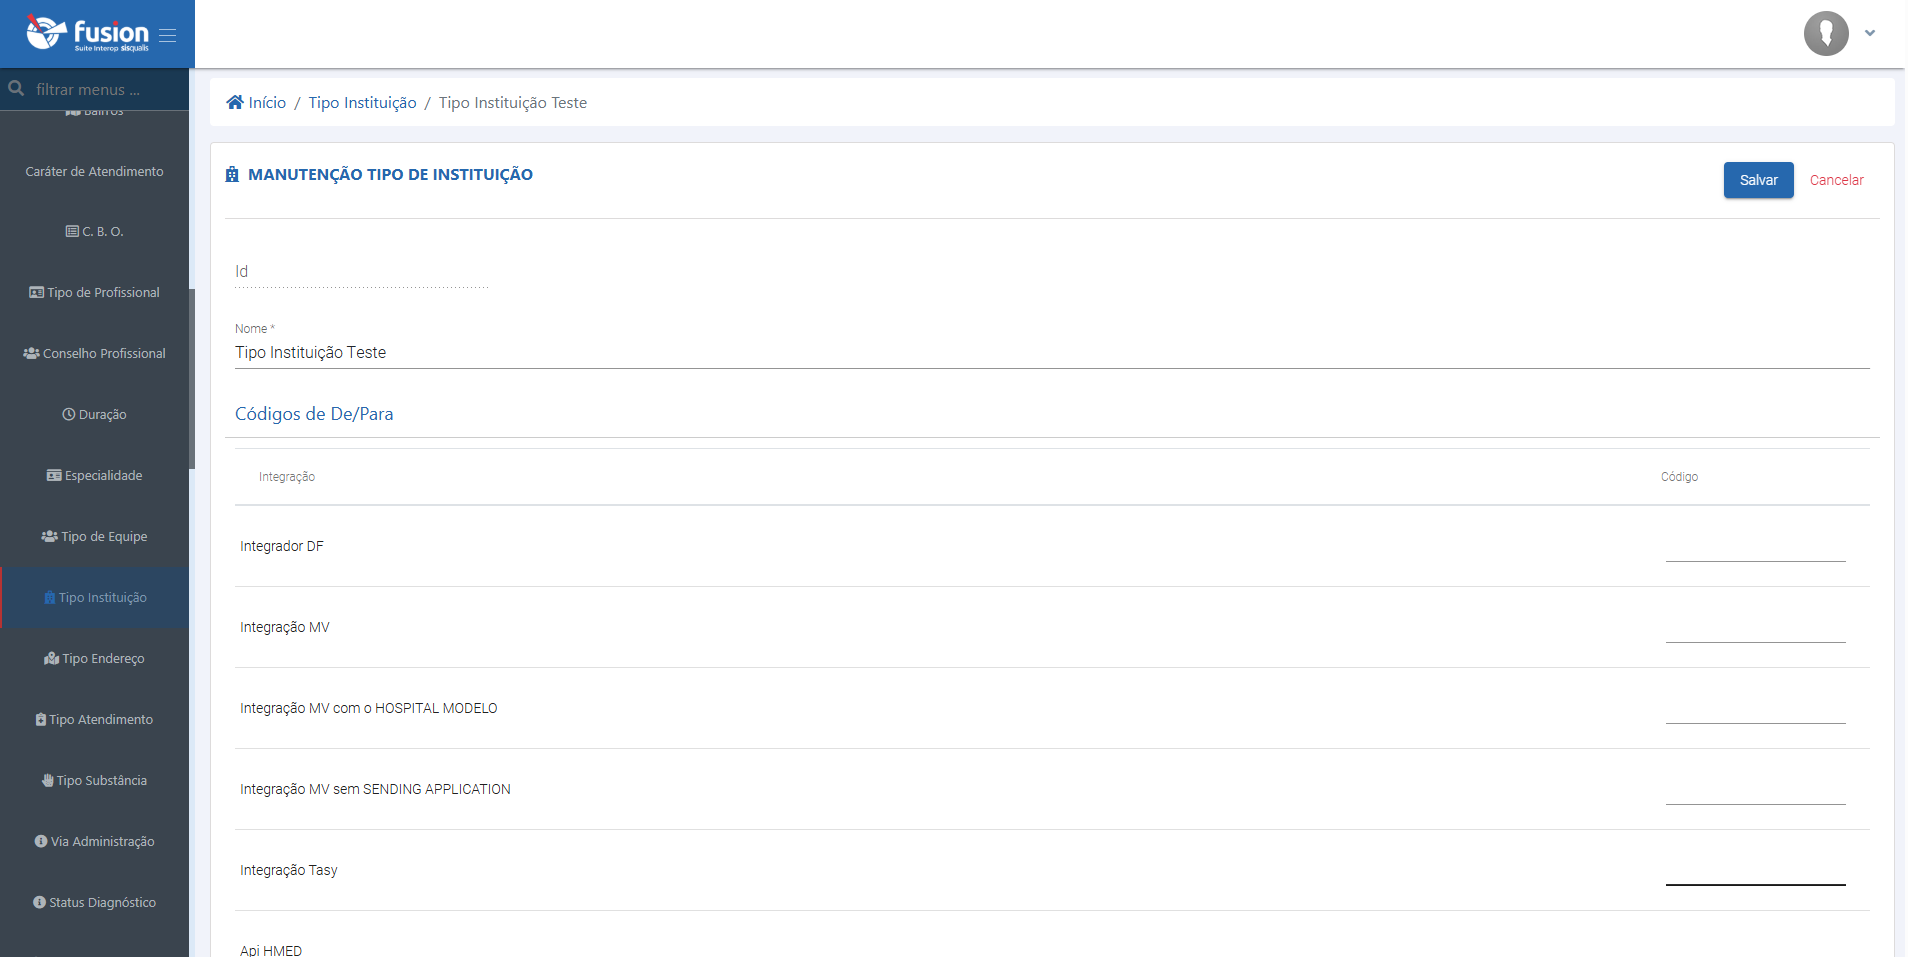 fusion
Suite Interop sisqualis
filtrar menus ...
Bairros
Caráter de Atendimento
C. B. O.
Tipo de Profissional
Conselho Profissional
Duração
Especialidade
Tipo de Equipe
Tipo Instituição
Tipo Endereço
Tipo Atendimento
Tipo Substância
Via Administração
Status Diagnóstico
Início / Tipo Instituição / Tipo Instituição Teste
MANUTENÇÃO TIPO DE INSTITUIÇÃO
Salvar Cancelar
Id
Nome *
Tipo Instituição Teste
Códigos de De/Para
Integração Código
Integrador DF
Integração MV
Integração MV com o HOSPITAL MODELO
Integração MV sem SENDING APPLICATION
Integração Tasy
Api HMED